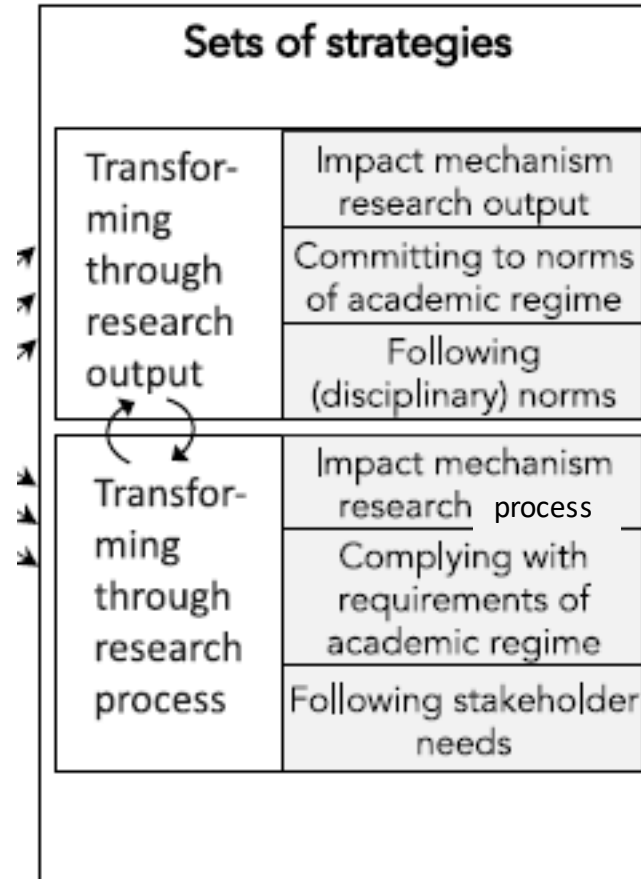 Sets of strategies
Transfor-
ming
through
research
output
Impact mechanism
research output
Committing to norms
of academic regime
Following
(disciplinary) norms
Transfor-
ming
through
research
process
Impact mechanism
research process
Complying with
requirements of
academic regime
Following stakeholder
needs